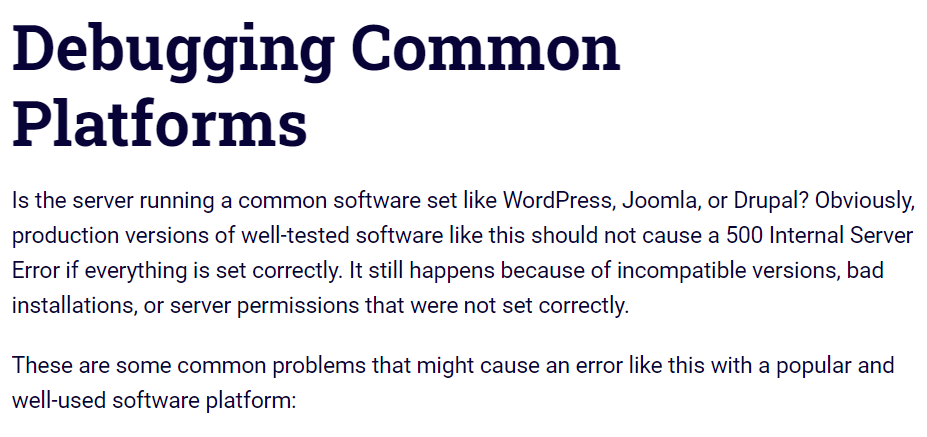 Debugging Common
Platforms
Is the server running a common software set like WordPress, Joomla, or Drupal? Obviously,
production versions of well-tested software like this should not cause a 500 Internal Server
Error if everything is set correctly. It still happens because of incompatible versions, bad
installations, or server permissions that were not set correctly.
These are some common problems that might cause an error like this with a popular and
well-used software platform: